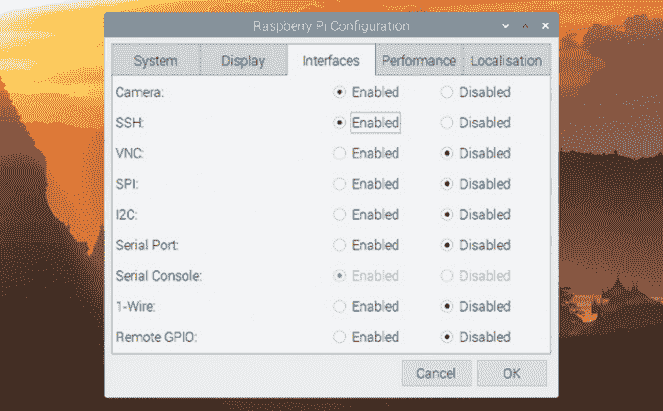 Raspberry Pi Configuration
System Display Interfaces Performance Localisation
Camera: Enabled Disabled
SSH: Enabled Disabled
VNC: Enabled Disabled
SPI: Enabled Disabled
I2C: Enabled Disabled
Serial Port: Enabled Disabled
Serial Console: Enabled Disabled
1-Wire: Enabled Disabled
Remote GPIO: Enabled Disabled
Cancel OK